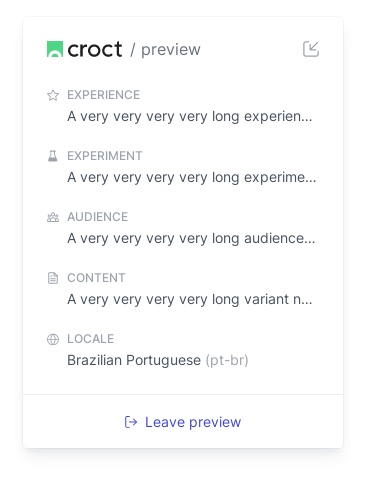 croct / preview
EXPERIENCE
A very very very very long experien...
EXPERIMENT
A very very very very long experime...
AUDIENCE
A very very very very long audience...
CONTENT
A very very very very long variant n...
LOCALE
Brazilian Portuguese (pt-br)
Leave preview